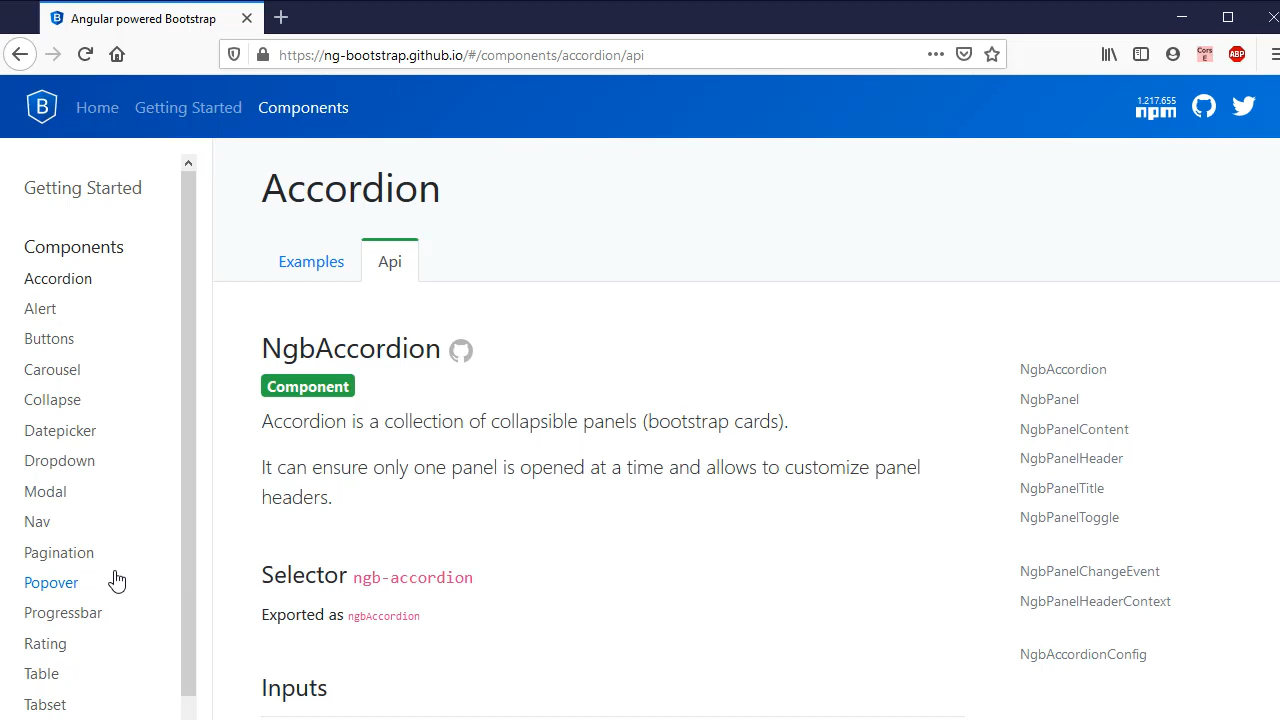 Angular powered Bootstrap
https://ng-bootstrap.github.io/#/components/accordion/api
Cors
E
ABP
B
Home
Getting Started
Components
1.217.655
npm
Getting Started
Components
Accordion
Alert
Buttons
Carousel
Collapse
Datepicker
Dropdown
Modal
Nav
Pagination
Popover
Progressbar
Rating
Table
Tabset
Accordion
Examples
Api
NgbAccordion
Component
Accordion is a collection of collapsible panels (bootstrap cards).
It can ensure only one panel is opened at a time and allows to customize panel
headers.
Selector ngb-accordion
Exported as ngbAccordion
Inputs
NgbAccordion
NgbPanel
NgbPanelContent
NgbPanelHeader
NgbPanelTitle
NgbPanelToggle
NgbPanelChangeEvent
NgbPanelHeaderContext
NgbAccordionConfig